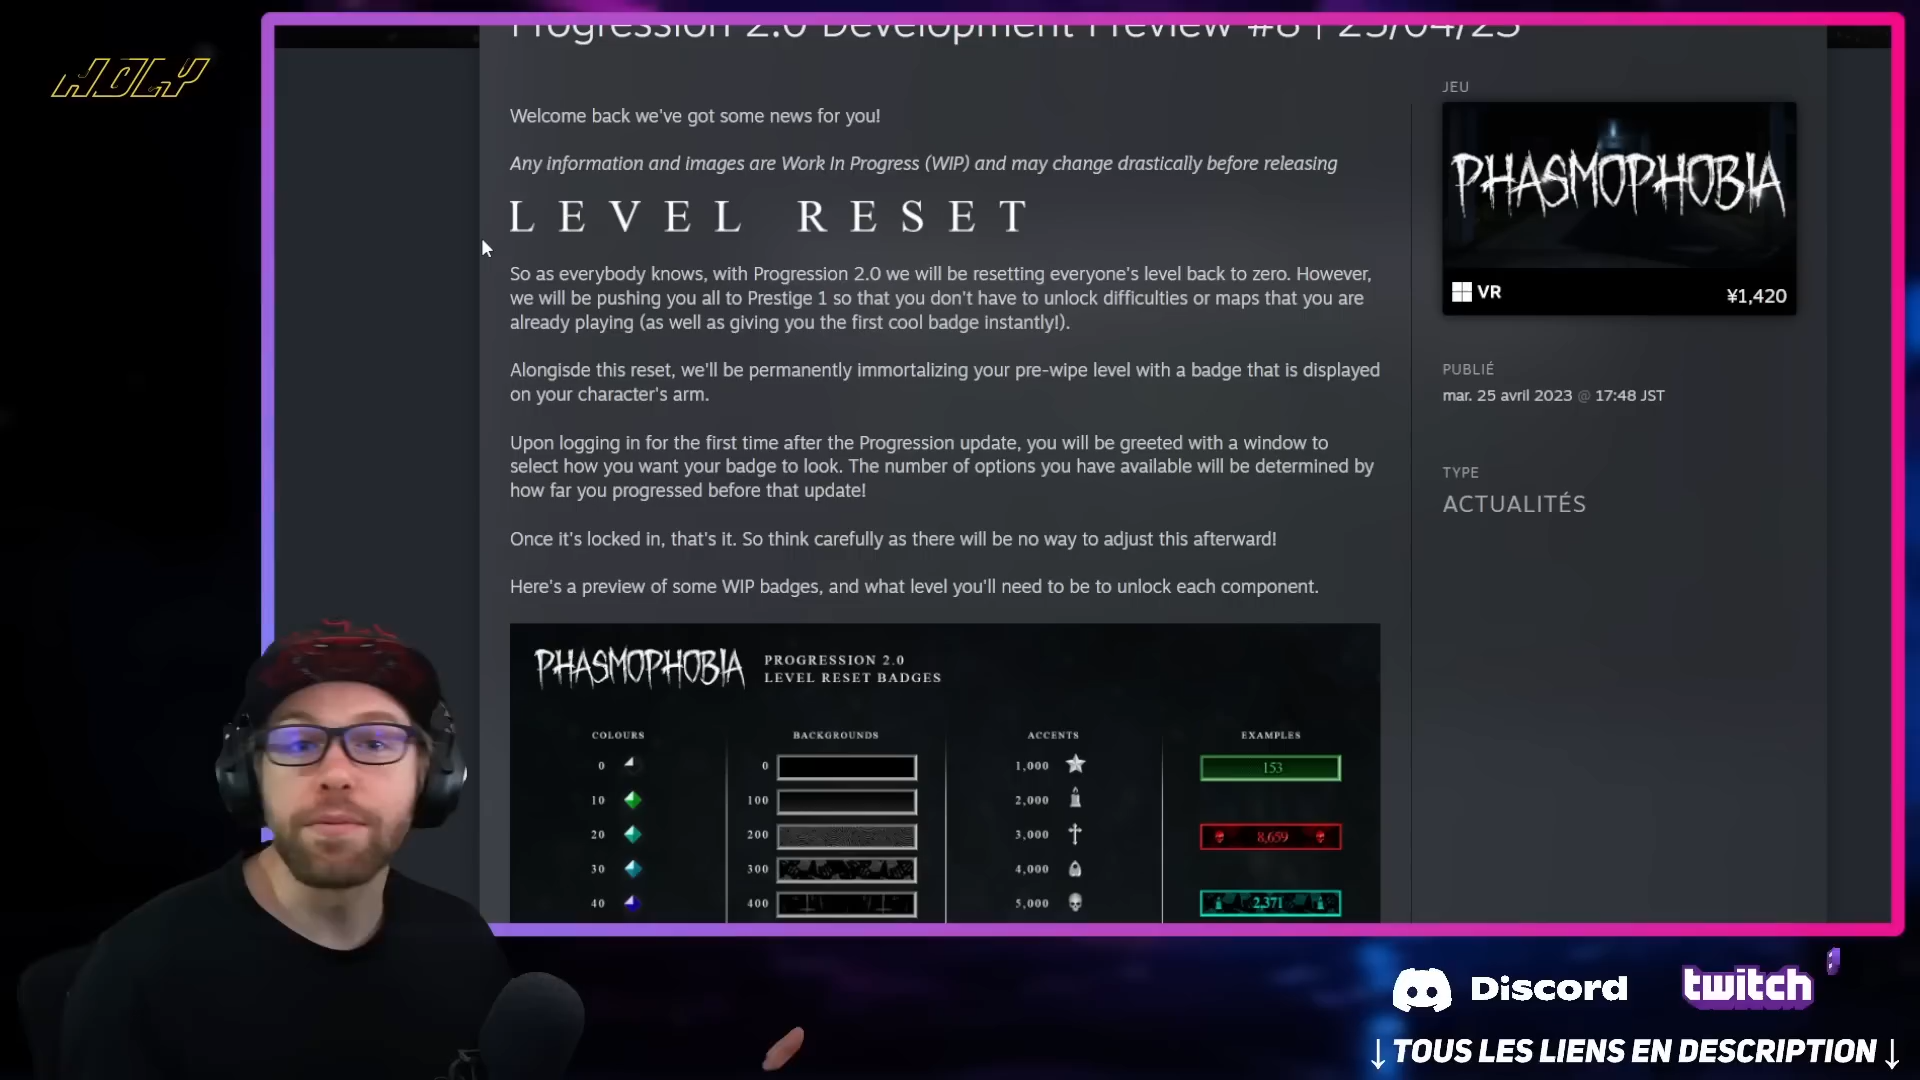 HOLY
Progression 2.0 Development Preview #8 | 25/04/23
Welcome back we've got some news for you!
Any information and images are Work In Progress (WIP) and may change drastically before releasing
LEVEL RESET
So as everybody knows, with Progression 2.0 we will be resetting everyone's level back to zero. However,
we will be pushing you all to Prestige 1 so that you don't have to unlock difficulties or maps that you are
already playing (as well as giving you the first cool badge instantly!).
Alongisde this reset, we'll be permanently immortalizing your pre-wipe level with a badge that is displayed
on your character's arm.
Upon logging in for the first time after the Progression update, you will be greeted with a window to
select how you want your badge to look. The number of options you have available will be determined by
how far you progressed before that update!
Once it's locked in, that's it. So think carefully as there will be no way to adjust this afterward!
Here's a preview of some WIP badges, and what level you'll need to be to unlock each component.
PHASMOPHOBIA
PROGRESSION 2.0
LEVEL RESET BADGES
COLOURS
0
10
20
30
40
BACKGROUNDS
0
100
200
300
400
ACCENTS
1,000
2,000
3,000
4,000
5,000
EXAMPLES
153
8,659
2,371
JEU
PHASMOPHOBIA
VR
¥1,420
PUBLIÉ
mar. 25 avril 2023 @ 17:48 JST
TYPE
ACTUALITÉS
Discord
twitch
↓ TOUS LES LIENS EN DESCRIPTION ↓